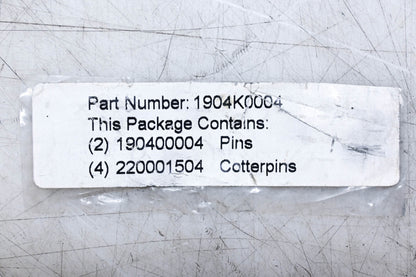 Part Number: 1904K0004
This Package Contains:
(2) 190400004 Pins
(4) 220001504 Cotterpins